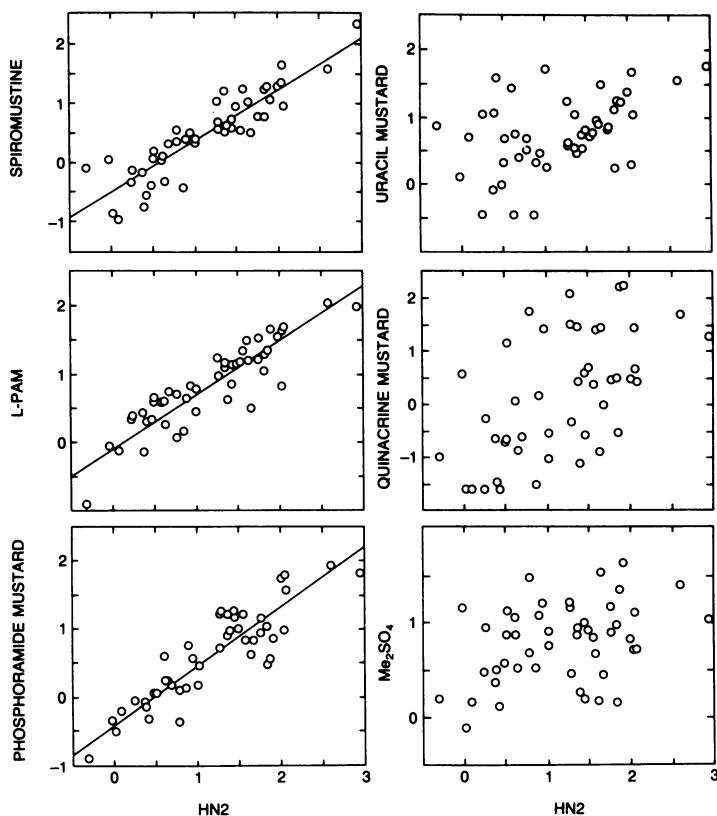 SPIROMUSTINE
2
1
0
−1
URACIL MUSTARD
2
1
0
L-PAM
2
1
0
QUINACRINE MUSTARD
2
1
0
−1
PHOSPHORAMIDE MUSTARD
2
1
0
−1
0 1 2 3
HN2
Me₂SO₄
1
0
0 1 2 3
HN2